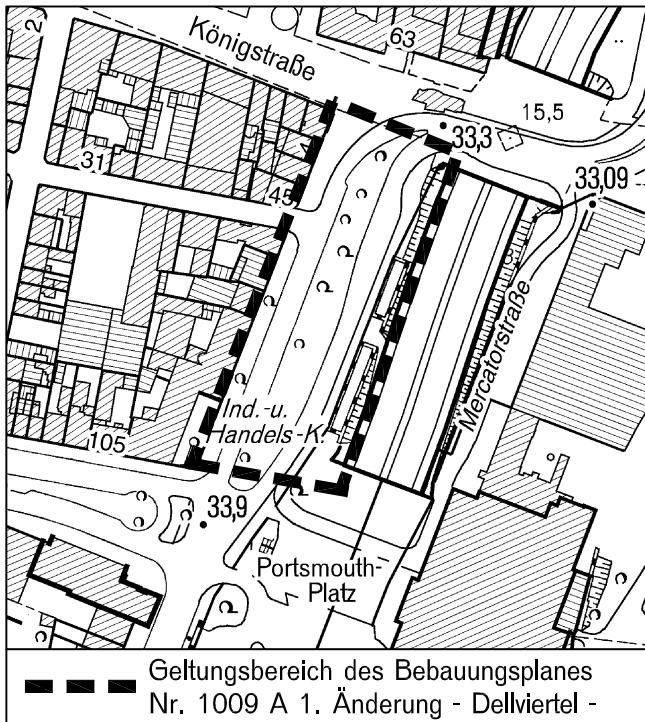 2
Königstraße
63
15,5
33,3
31
33,09
45
Mercatorstraße
Ind.-u.
Handels-K.
105
33,9
Portsmouth-
Platz
Geltungsbereich des Bebauungsplanes
Nr. 1009 A 1. Änderung - Dellviertel -